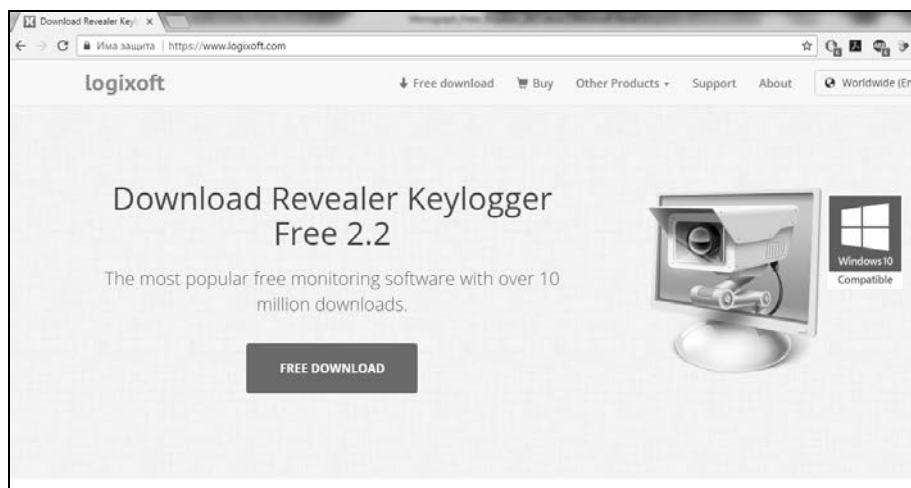 Download Revealer Keyl
Има защита | https://www.logixoft.com
logixoft
Free download
Buy
Other Products
Support
About
Worldwide (En
Download Revealer Keylogger
Free 2.2
The most popular free monitoring software with over 10
million downloads.
FREE DOWNLOAD
Windows 10
Compatible